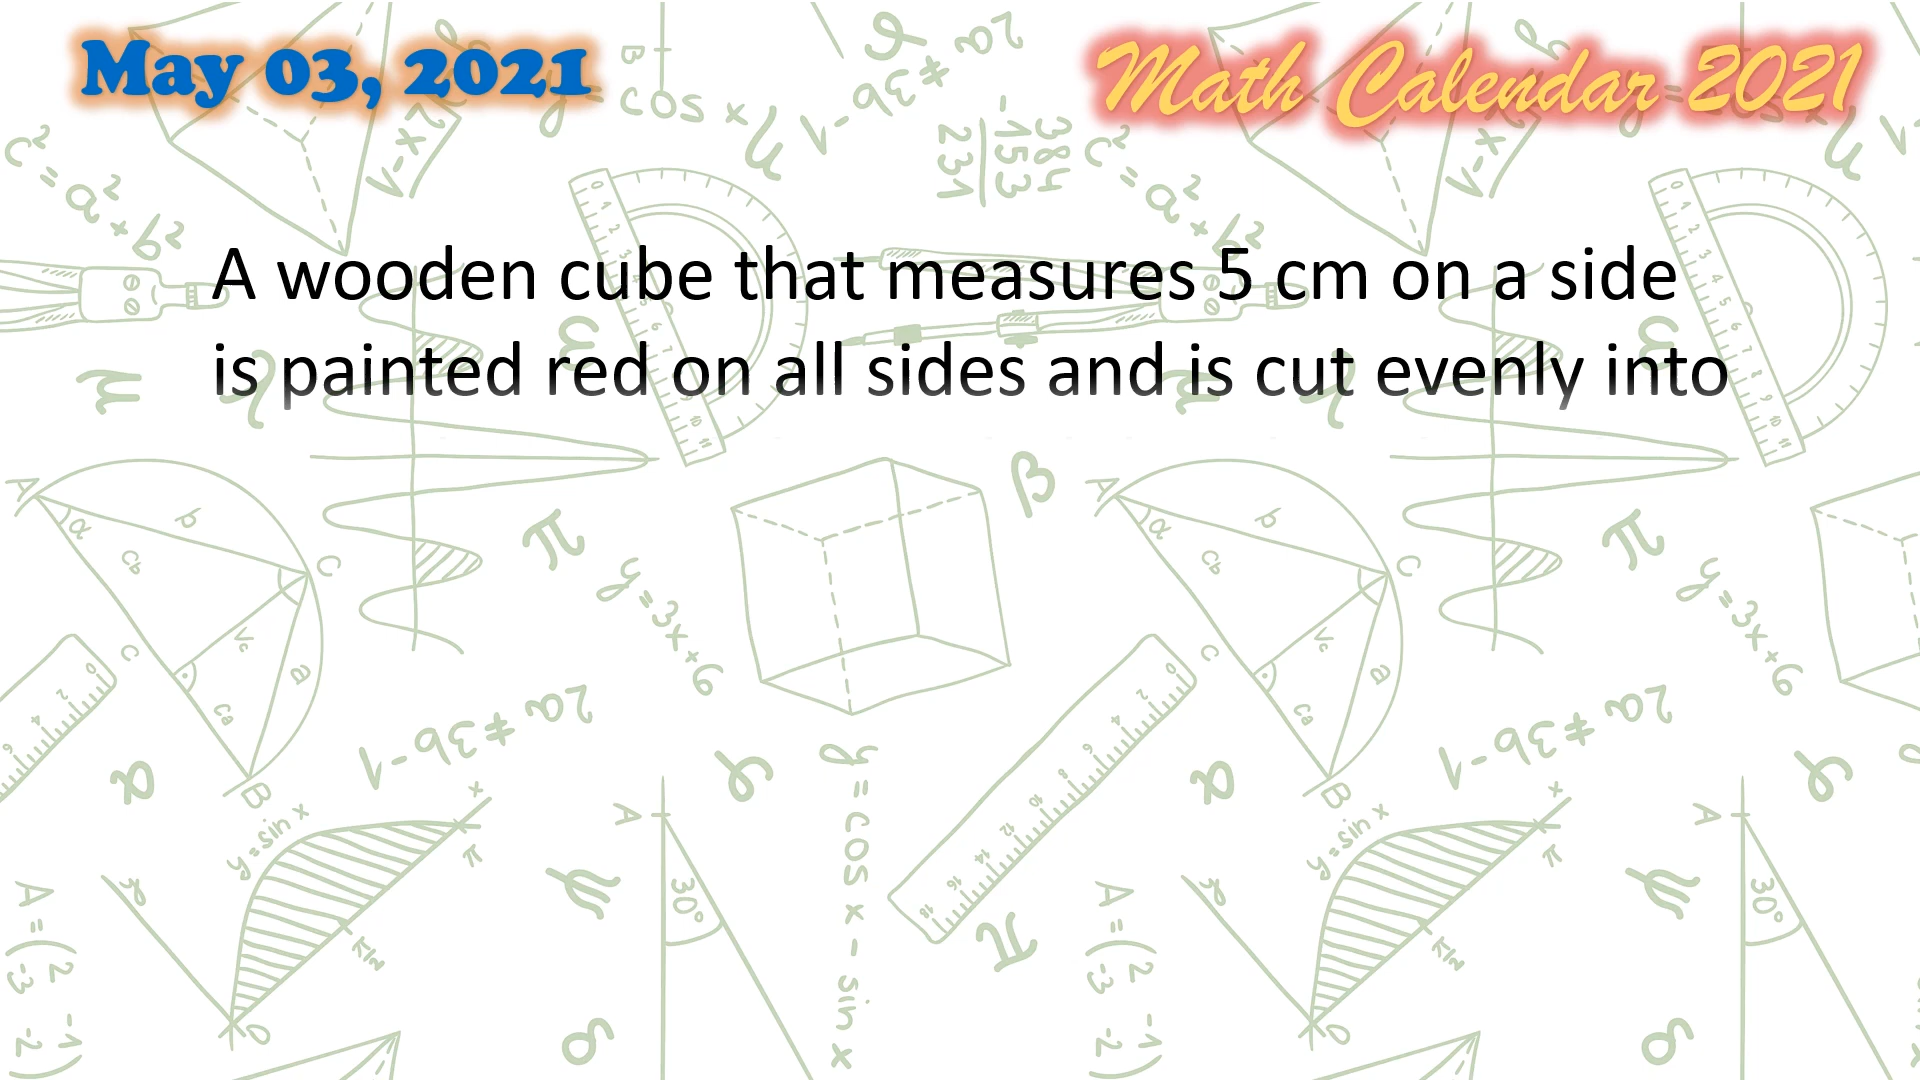 May 03, 2021
Math Calendar 2021
A wooden cube that measures 5 cm on a side
is painted red on all sides and is cut evenly into